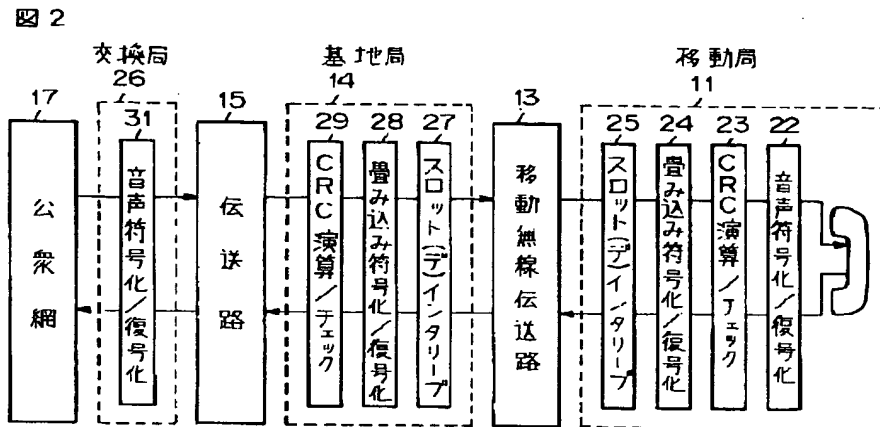 図2
交換局
26
基地局
14
移動局
11
17
公衆網
31
音声符号化/復号化
15
伝送路
29
CRC演算/チェック
28
畳み込み符号化/復号化
27
スロット(デ)インタリーブ
13
移動無線伝送路
25
スロット(デ)インタリーブ
24
畳み込み符号化/復号化
23
CRC演算/チェック
22
音声符号化/復号化